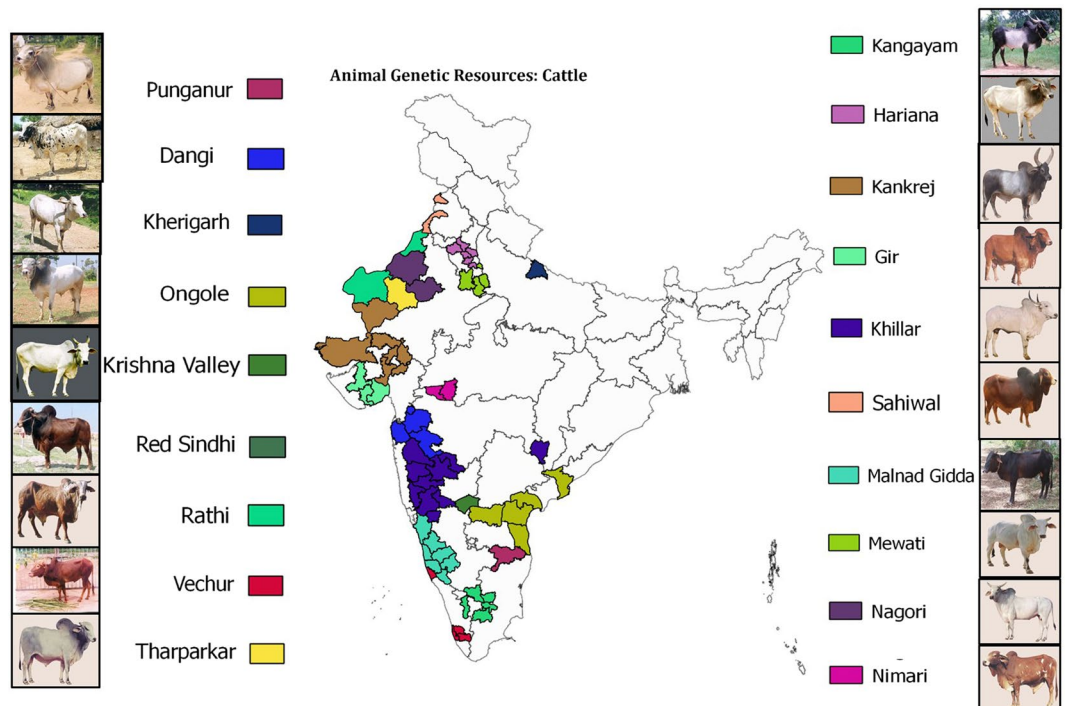 Animal Genetic Resources: Cattle
Punganur
Dangi
Kherigarh
Ongole
Krishna Valley
Red Sindhi
Rathi
Vechur
Tharparkar
Kangayam
Hariana
Kankrej
Gir
Khillar
Sahiwal
Malnad Gidda
Mewati
Nagori
Nimari